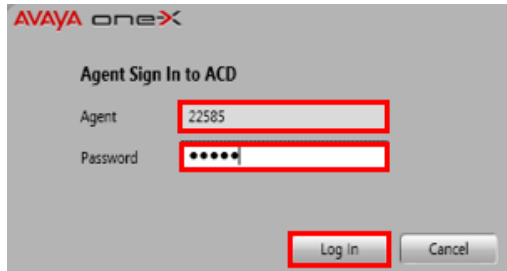 AVAYA one-X
Agent Sign In to ACD
Agent 22585
Password •••••
Log In Cancel